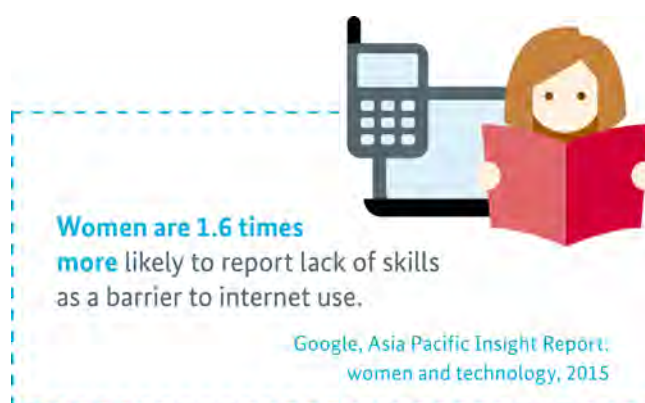 Women are 1.6 times
more likely to report lack of skills
as a barrier to internet use.
Google, Asia Pacific Insight Report:
women and technology, 2015